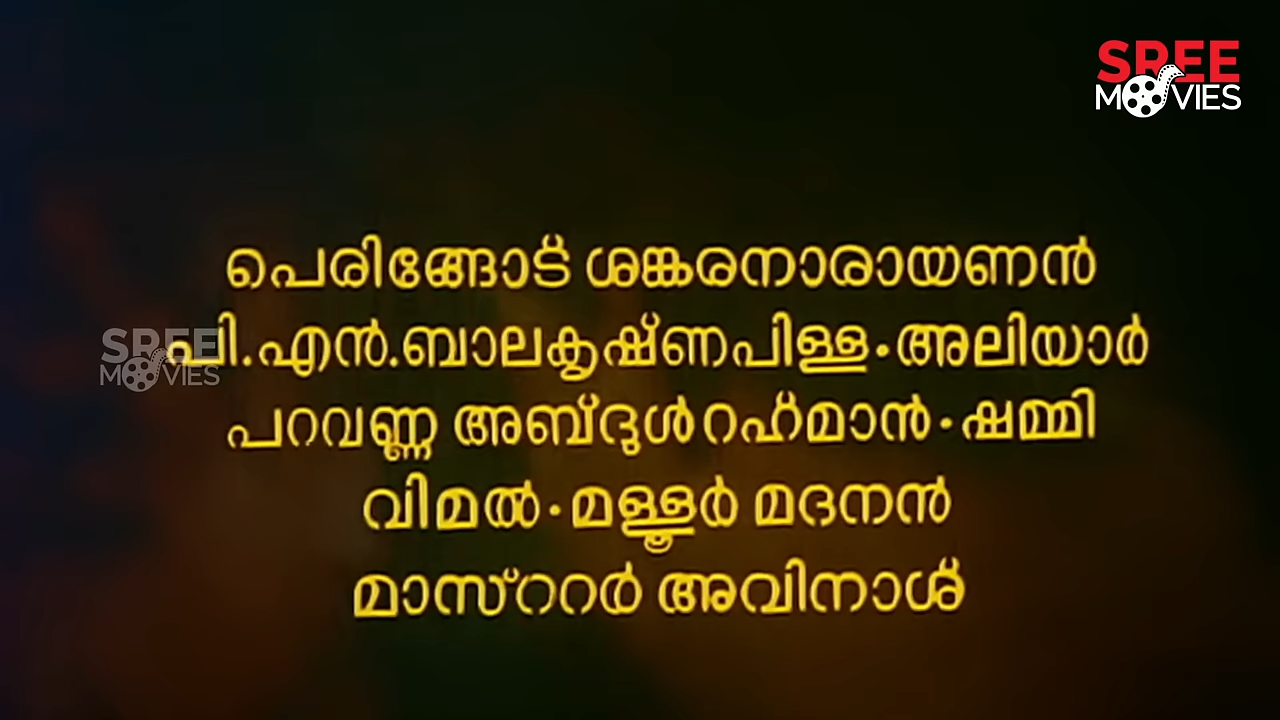 SREE
MOVIES
പെരിങ്ങോട് ശങ്കരനാരായണൻ
SREE
MOVIES
പി.എൻ.ബാലകൃഷ്ണപിള്ള • അലിയാർ
പറവണ്ണ അബ്ദുൾറഹ്മാൻ • ഷമ്മി
വിമൽ • മള്ളൂർ മദനൻ
മാസ്ററർ അവിനാശ്